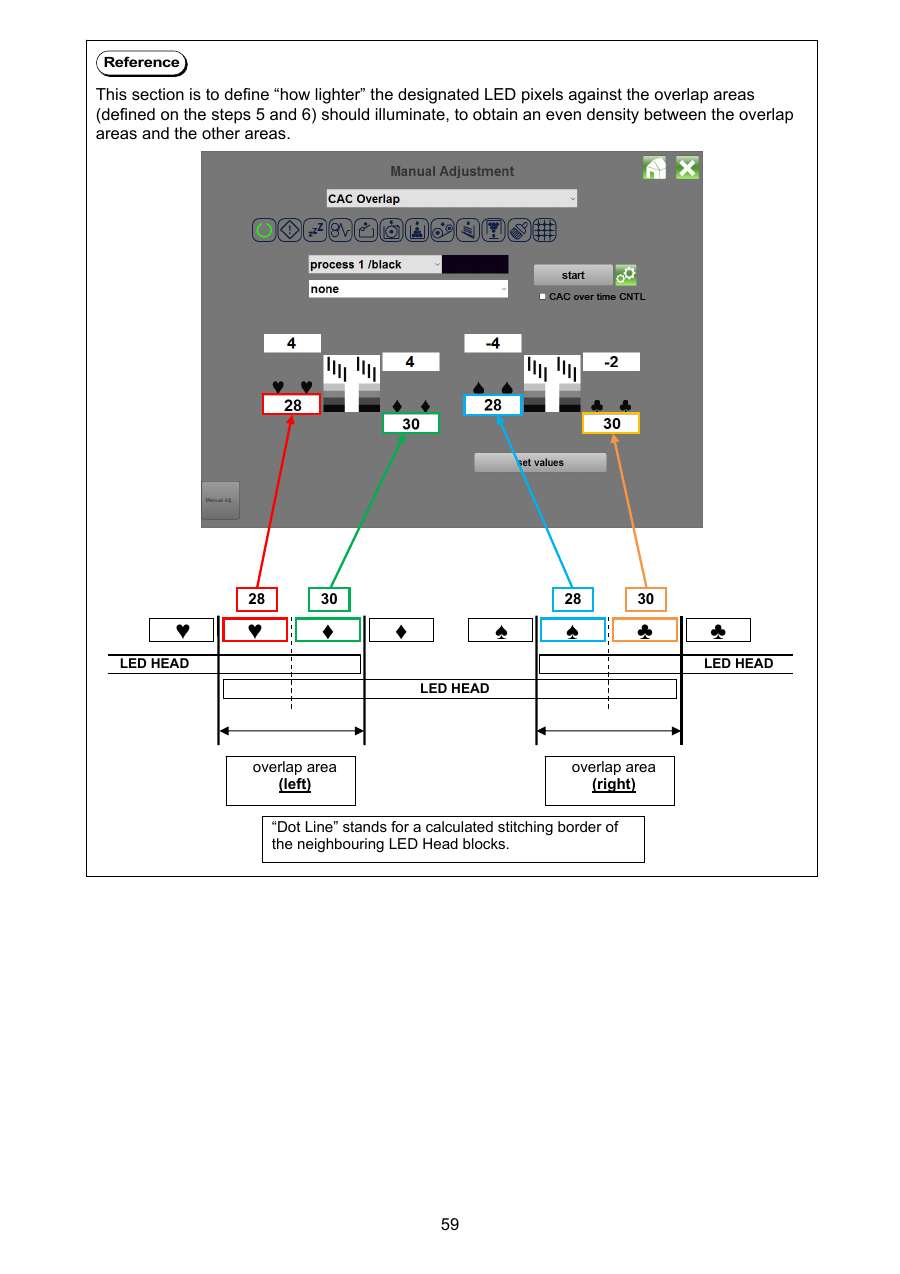 Reference
This section is to define “how lighter” the designated LED pixels against the overlap areas
(defined on the steps 5 and 6) should illuminate, to obtain an even density between the overlap
areas and the other areas.
Manual Adjustment
CAC Overlap
zzZ
process 1 /black
start
none
CAC over time CNTL
4
-4
4
-2
♥ ♥
♠ ♠
28
♦ ♦
28
♣ ♣
30
30
set values
Manual Adj...
28
30
28
30
♥
♥
♦
♦
♠
♠
♣
♣
LED HEAD
LED HEAD
LED HEAD
overlap area
(left)
overlap area
(right)
“Dot Line” stands for a calculated stitching border of
the neighbouring LED Head blocks.
59